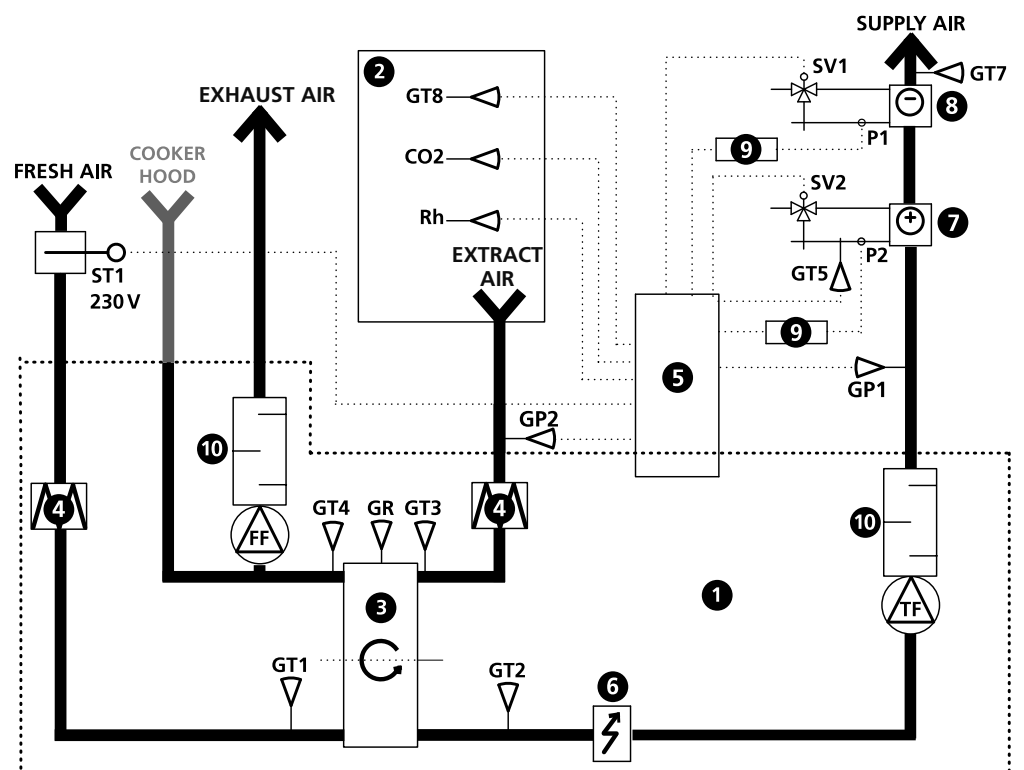 SUPPLY AIR
SV1
GT7
2
EXHAUST AIR
GT8
−
8
P1
COOKER
HOOD
FRESH AIR
CO2
9
SV2
Rh
+
7
EXTRACT
AIR
P2
ST1
230 V
GT5
9
5
GP1
GP2
10
4
GT4
GR
GT3
4
10
FF
3
1
TF
GT1
GT2
6